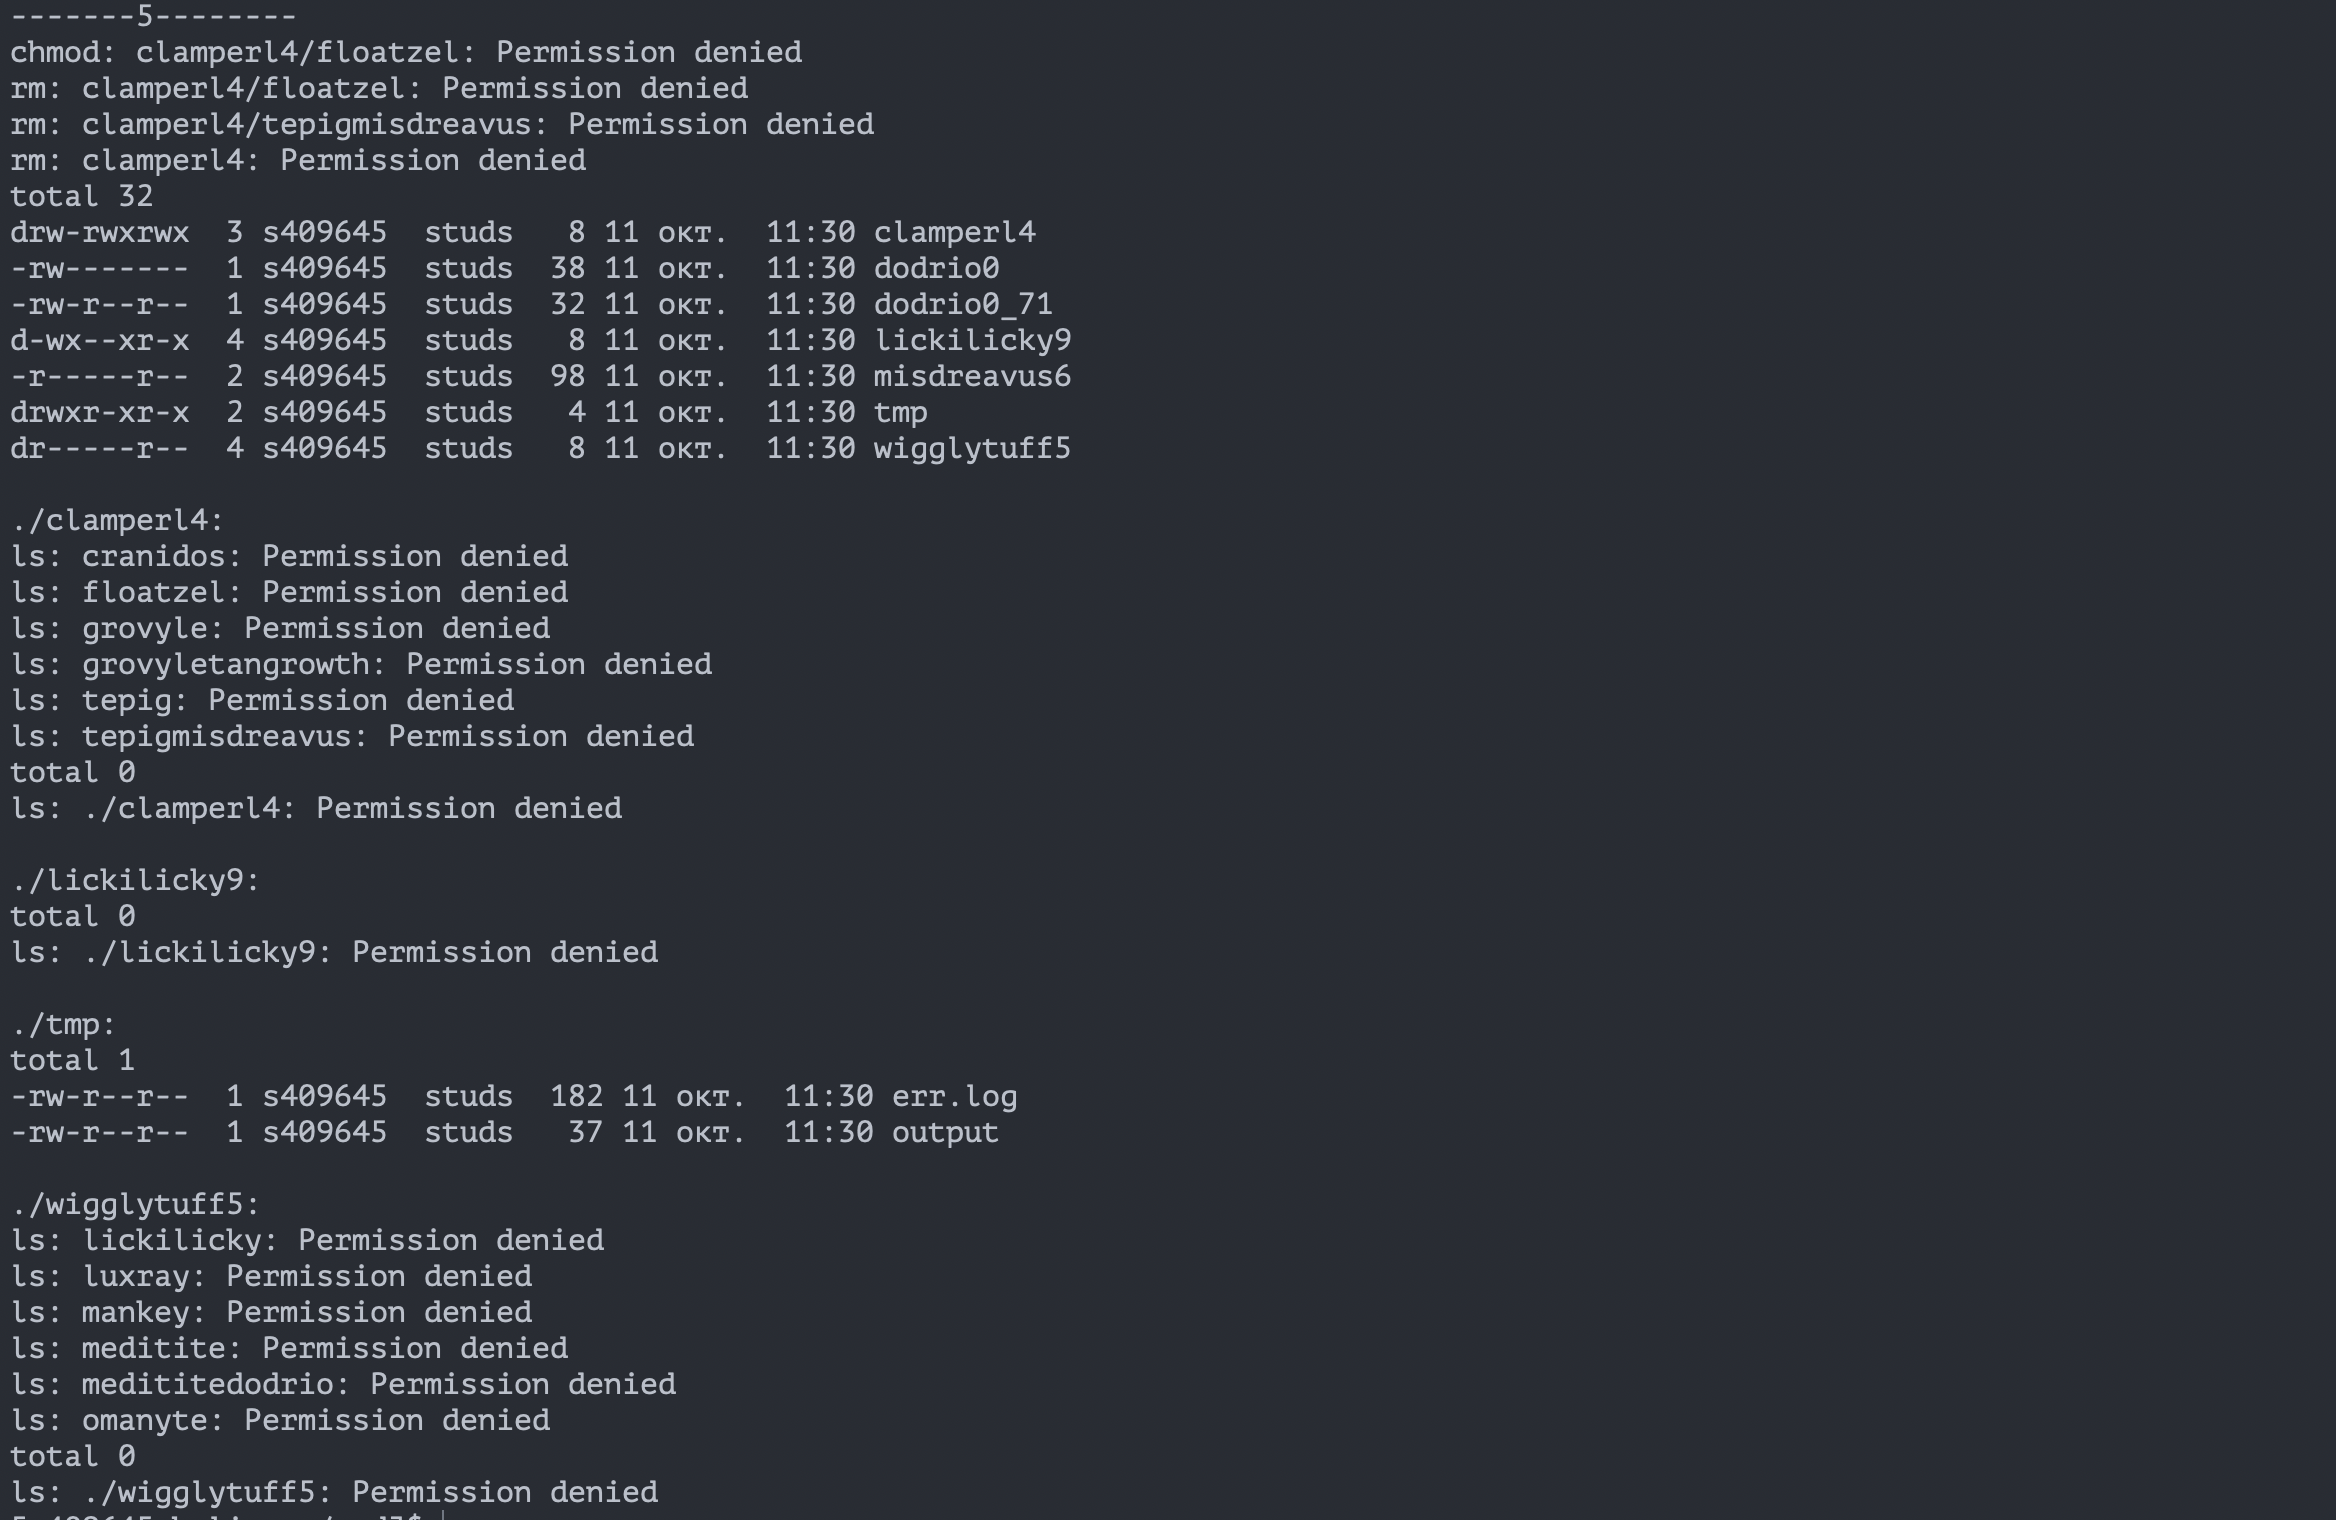 -------5--------
chmod: clamperl4/floatzel: Permission denied
rm: clamperl4/floatzel: Permission denied
rm: clamperl4/tepigmisdreavus: Permission denied
rm: clamperl4: Permission denied
total 32
drw-rwxrwx  3 s409645  studs   8 11 окт.  11:30 clamperl4
-rw-------  1 s409645  studs  38 11 окт.  11:30 dodrio0
-rw-r--r--  1 s409645  studs  32 11 окт.  11:30 dodrio0_71
d-wx--xr-x  4 s409645  studs   8 11 окт.  11:30 lickilicky9
-r-----r--  2 s409645  studs  98 11 окт.  11:30 misdreavus6
drwxr-xr-x  2 s409645  studs   4 11 окт.  11:30 tmp
dr-----r--  4 s409645  studs   8 11 окт.  11:30 wigglytuff5

./clamperl4:
ls: cranidos: Permission denied
ls: floatzel: Permission denied
ls: grovyle: Permission denied
ls: grovyletangrowth: Permission denied
ls: tepig: Permission denied
ls: tepigmisdreavus: Permission denied
total 0
ls: ./clamperl4: Permission denied

./lickilicky9:
total 0
ls: ./lickilicky9: Permission denied

./tmp:
total 1
-rw-r--r--  1 s409645  studs  182 11 окт.  11:30 err.log
-rw-r--r--  1 s409645  studs   37 11 окт.  11:30 output

./wigglytuff5:
ls: lickilicky: Permission denied
ls: luxray: Permission denied
ls: mankey: Permission denied
ls: meditite: Permission denied
ls: medititedodrio: Permission denied
ls: omanyte: Permission denied
total 0
ls: ./wigglytuff5: Permission denied